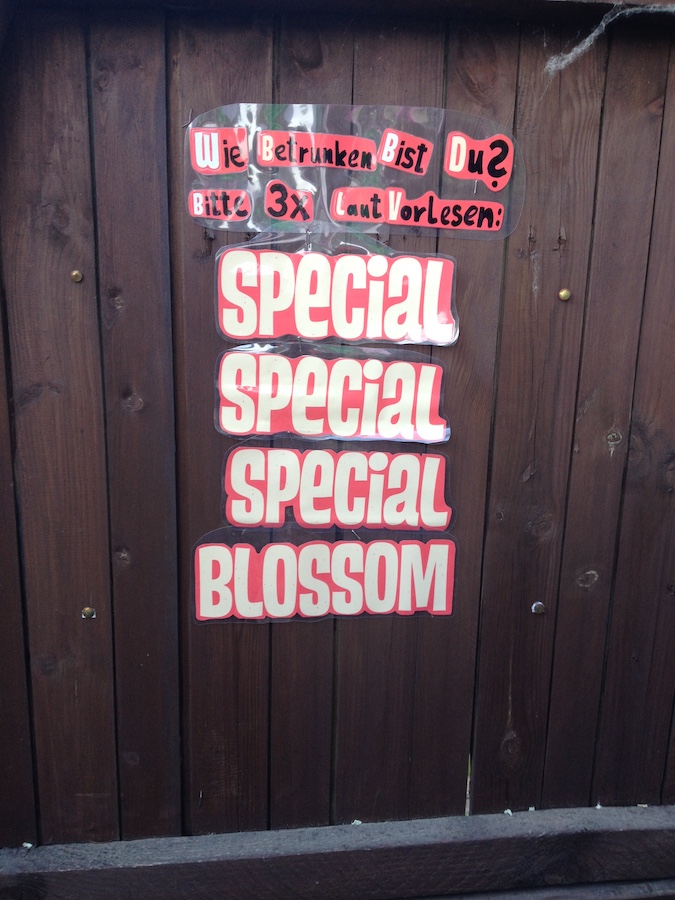 Wie Betrunken Bist Du?
Bitte 3x Laut Vorlesen:
SPECiaL
SPECiaL
SPECiaL
BLOSSOM